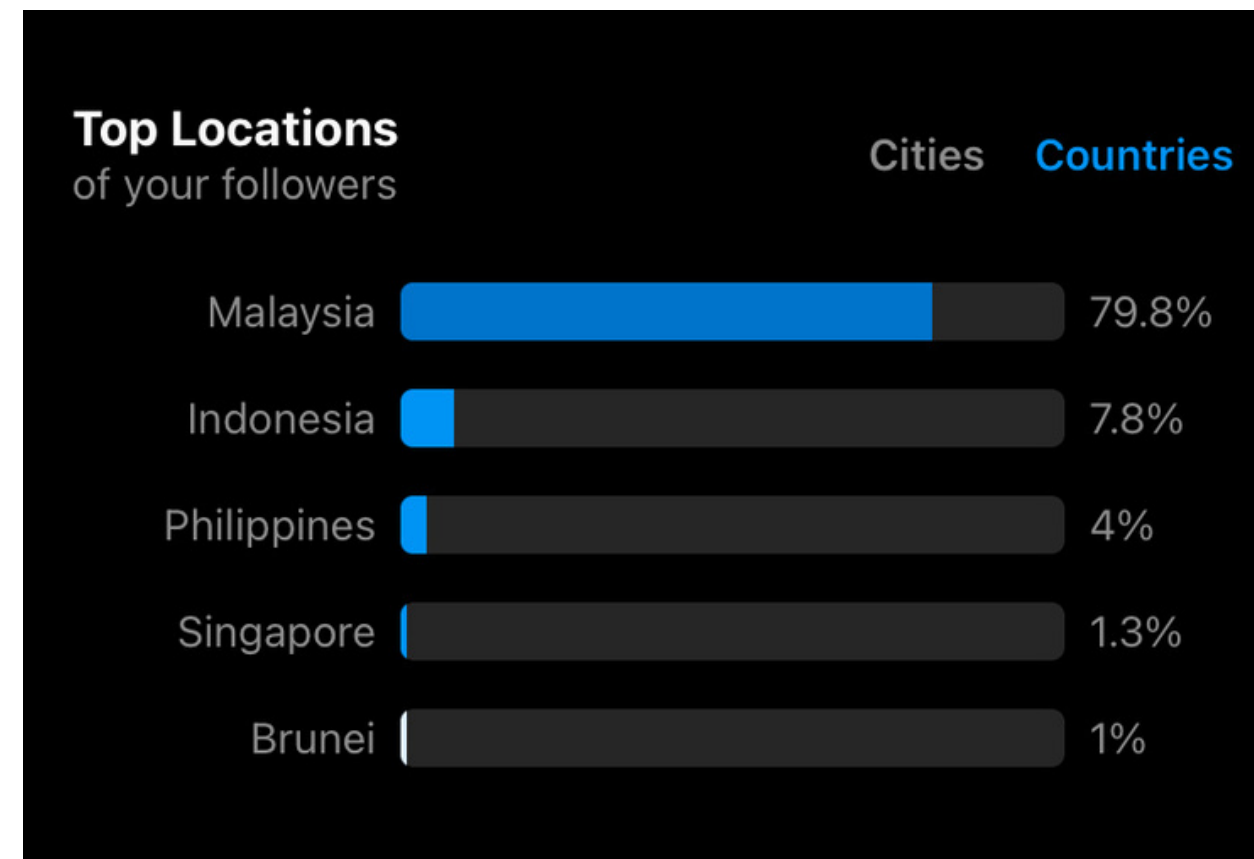 Top Locations
of your followers
Cities Countries
Malaysia 79.8%
Indonesia 7.8%
Philippines 4%
Singapore 1.3%
Brunei 1%